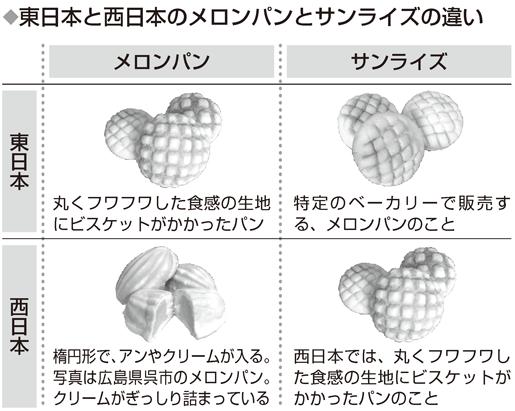 ◆東日本と西日本のメロンパンとサンライズの違い
メロンパン
サンライズ
東日本
丸くフワフワした食感の生地
にビスケットがかかったパン
特定のベーカリーで販売す
る、メロンパンのこと
西日本
楕円形で、アンやクリームが入る。
写真は広島県呉市のメロンパン。
クリームがぎっしり詰まっている
西日本では、丸くフワフワし
た食感の生地にビスケットが
かかったパンのこと